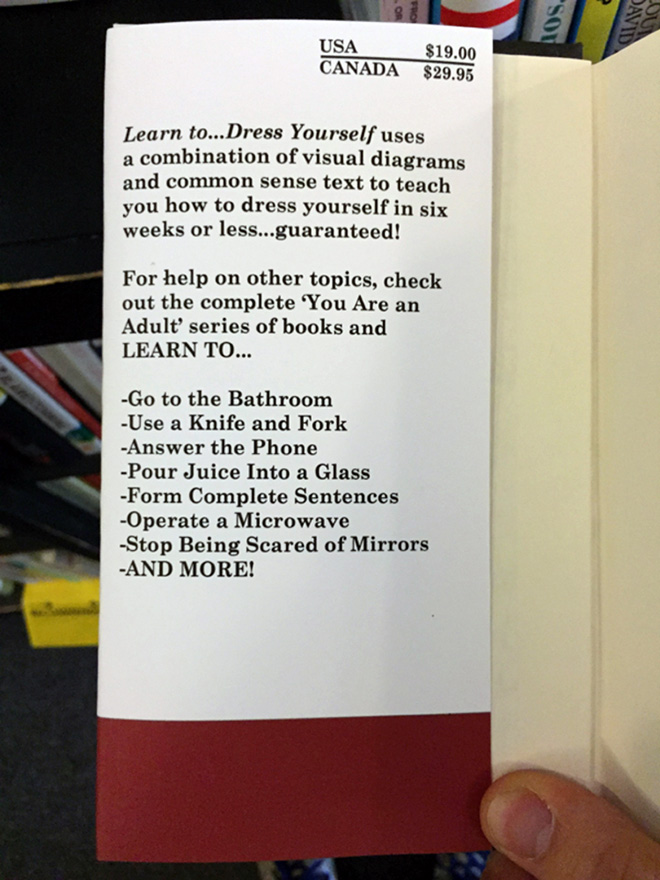 USA $19.00
CANADA $29.95
Learn to...Dress Yourself uses
a combination of visual diagrams
and common sense text to teach
you how to dress yourself in six
weeks or less...guaranteed!
For help on other topics, check
out the complete ‘You Are an
Adult’ series of books and
LEARN TO...
-Go to the Bathroom
-Use a Knife and Fork
-Answer the Phone
-Pour Juice Into a Glass
-Form Complete Sentences
-Operate a Microwave
-Stop Being Scared of Mirrors
-AND MORE!
DAVID